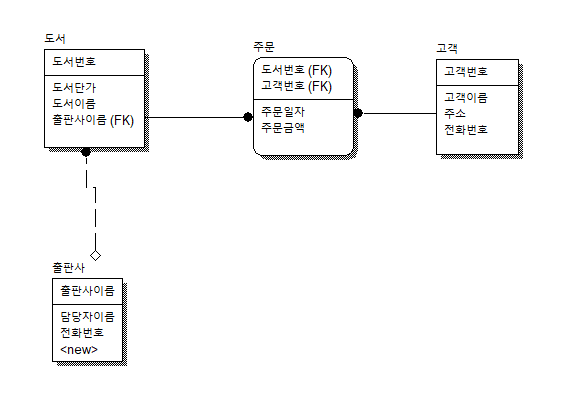 도서
도서번호
도서단가
도서이름
출판사이름 (FK)
주문
도서번호 (FK)
고객번호 (FK)
주문일자
주문금액
고객
고객번호
고객이름
주소
전화번호
출판사
출판사이름
담당자이름
전화번호
<new>